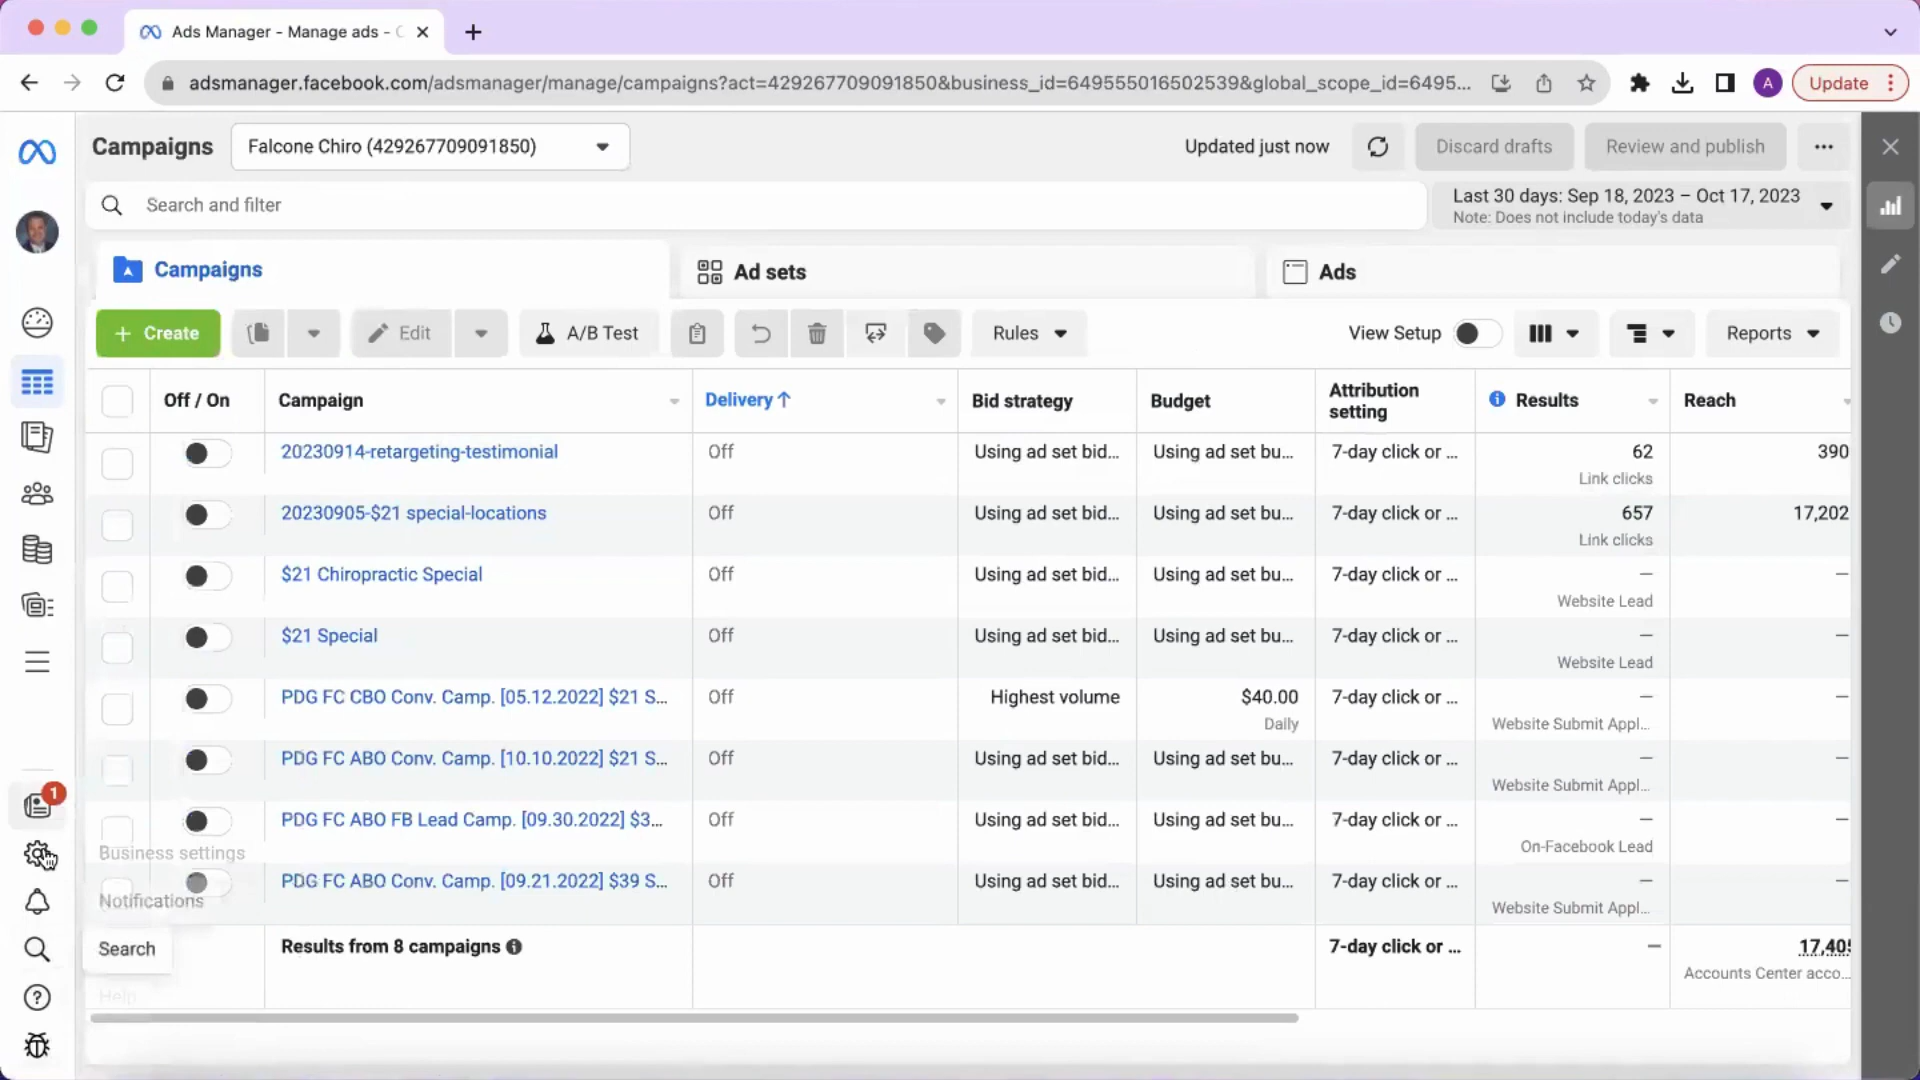 Ads Manager - Manage ads - C
adsmanager.facebook.com/adsmanager/manage/campaigns?act=429267709091850&business_id=649555016502539&global_scope_id=6495...
A
Update
Campaigns
Falcone Chiro (429267709091850)
Updated just now
Discard drafts
Review and publish
Search and filter
Last 30 days: Sep 18, 2023 – Oct 17, 2023
Note: Does not include today's data
Campaigns
Ad sets
Ads
+ Create
Edit
A/B Test
Rules
View Setup
Reports
Off / On
Campaign
Delivery ↑
Bid strategy
Budget
Attribution
setting
Results
Reach
20230914-retargeting-testimonial
Off
Using ad set bid...
Using ad set bu...
7-day click or ...
62
390
Link clicks
20230905-$21 special-locations
Off
Using ad set bid...
Using ad set bu...
7-day click or ...
657
17,202
Link clicks
$21 Chiropractic Special
Off
Using ad set bid...
Using ad set bu...
7-day click or ...
—
—
Website Lead
$21 Special
Off
Using ad set bid...
Using ad set bu...
7-day click or ...
—
—
Website Lead
PDG FC CBO Conv. Camp. [05.12.2022] $21 S...
Off
Highest volume
$40.00
7-day click or ...
—
—
Daily
Website Submit Appl...
PDG FC ABO Conv. Camp. [10.10.2022] $21 S...
Off
Using ad set bid...
Using ad set bu...
7-day click or ...
—
—
Website Submit Appl...
1
PDG FC ABO FB Lead Camp. [09.30.2022] $3...
Off
Using ad set bid...
Using ad set bu...
7-day click or ...
—
—
On-Facebook Lead
Business settings
PDG FC ABO Conv. Camp. [09.21.2022] $39 S...
Off
Using ad set bid...
Using ad set bu...
7-day click or ...
—
—
Website Submit Appl...
Notifications
Search
Results from 8 campaigns
7-day click or ...
—
17,405
Accounts Center acco...
Help